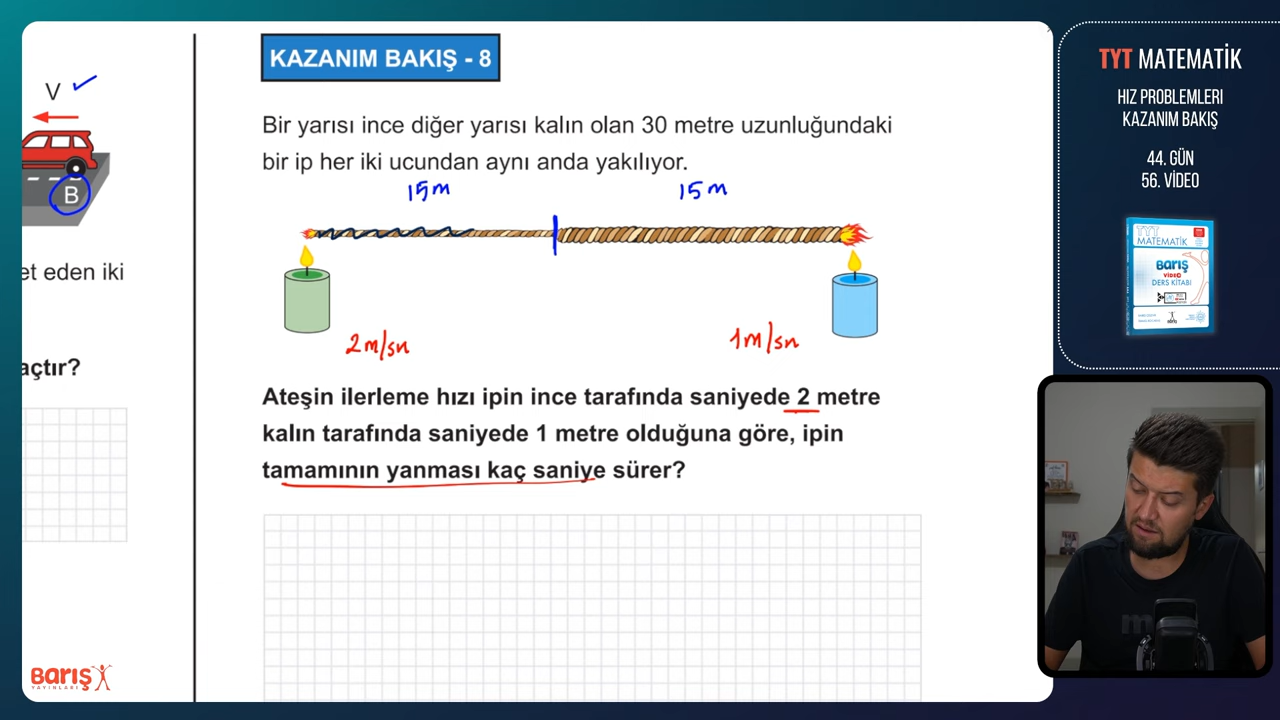 KAZANIM BAKIŞ - 8
Bir yarısı ince diğer yarısı kalın olan 30 metre uzunluğundaki
bir ip her iki ucundan aynı anda yakılıyor.
15m
15m
2m/sn
1m/sn
Ateşin ilerleme hızı ipin ince tarafında saniyede 2 metre
kalın tarafında saniyede 1 metre olduğuna göre, ipin
tamamının yanması kaç saniye sürer?
V
B
et eden iki
açtır?
BARIŞ
YAYINLARI
TYT MATEMATİK
HIZ PROBLEMLERI
KAZANIM BAKIŞ
44. GÜN
56. VİDEO
TYT
MATEMATİK
BARIŞ
VİDEO
DERS KİTABI